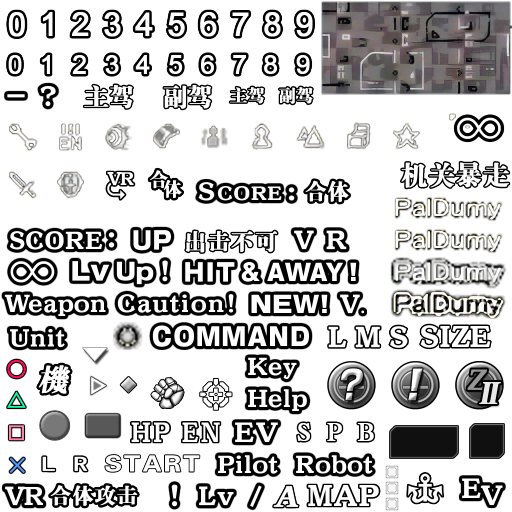 0 1 2 3 4 5 6 7 8 9
0 1 2 3 4 5 6 7 8 9
– ? 主驾 副驾 主驾 副驾
EN ∞
VR 合体 SCORE: 合体 机关暴走
PalDumy
SCORE: UP 出击不可 V R PalDumy
∞ Lv Up! HIT & AWAY! PalDumy
Weapon Caution! NEW! V. PalDumy
Unit COMMAND L M S SIZE
機 Key
Help ? ! Z II
HP EN EV S P B
L R START Pilot Robot
VR 合体攻击 ! Lv / A MAP EV